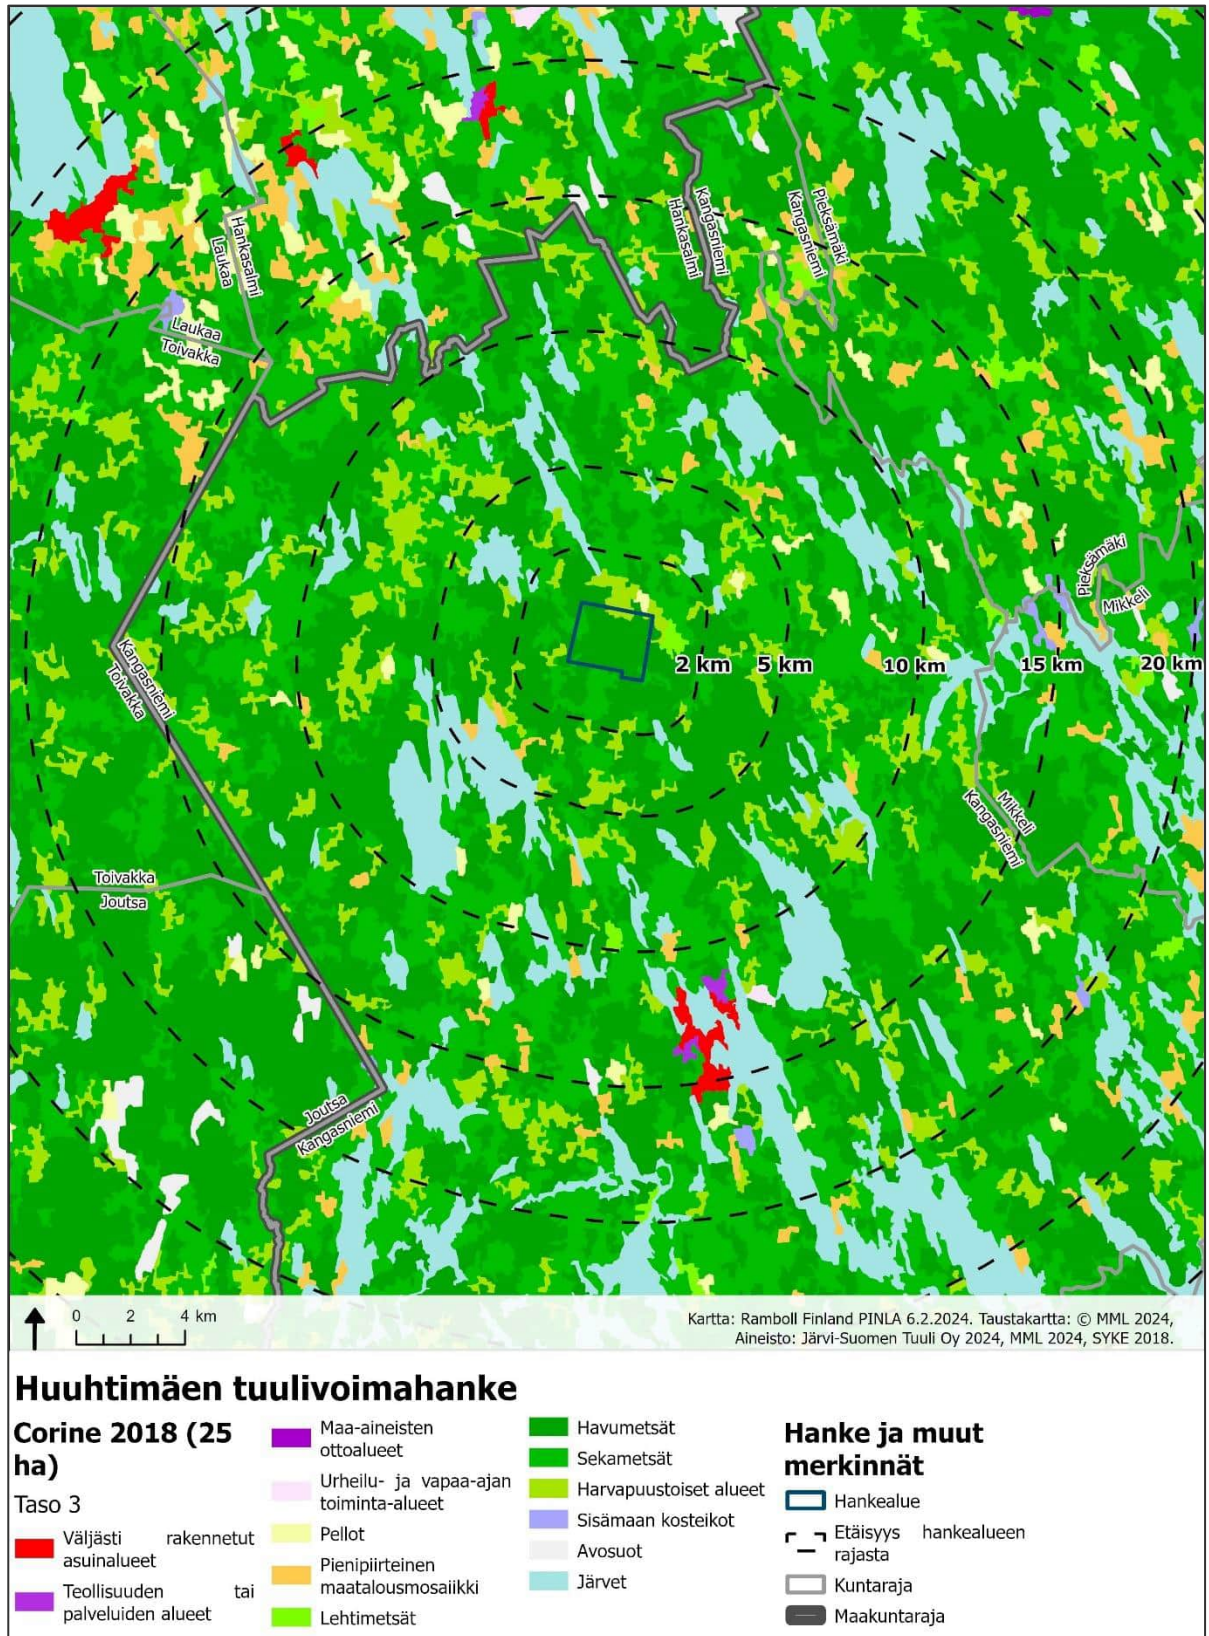 Hankasalmi
Laukaa
Laukaa
Toivakka
Kangasniemi
Hankasalmi
Pieksämäki
Kangasniemi
Pieksämäki
Mikkeli
Kangasniemi
Toivakka
2 km
5 km
10 km
15 km
20 km
Mikkeli
Kangasniemi
Toivakka
Joutsa
Joutsa
Kangasniemi
0 2 4 km
Kartta: Ramboll Finland PINLA 6.2.2024. Taustakartta: © MML 2024,
Aineisto: Järvi-Suomen Tuuli Oy 2024, MML 2024, SYKE 2018.
Huuhtimäen tuulivoimahanke
Corine 2018 (25
ha)
Taso 3
Väljästi rakennetut
asuinalueet
Teollisuuden tai
palveluiden alueet
Maa-aineisten
ottoalueet
Urheilu- ja vapaa-ajan
toiminta-alueet
Pellot
Pienipiirteinen
maatalousmosaiikki
Lehtimetsät
Havumetsät
Sekametsät
Harvapuustoiset alueet
Sisämaan kosteikot
Avosuot
Järvet
Hanke ja muut
merkinnät
Hankealue
Etäisyys hankealueen
rajasta
Kuntaraja
Maakuntaraja